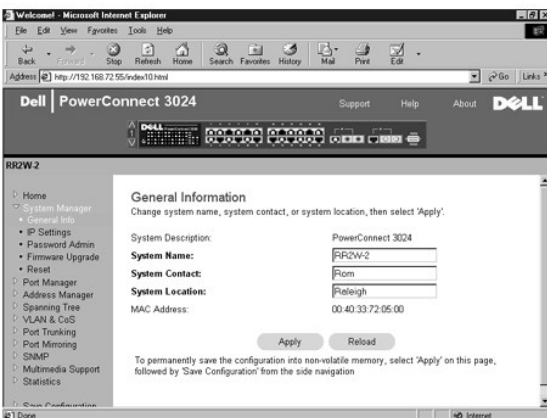 Welcome! - Microsoft Internet Explorer
File Edit View Favorites Tools Help
Back Forward Stop Refresh Home Search Favorites History Mail Print Edit
Address http://192.168.72.55/index10.html Go Links
Dell PowerConnect 3024 Support Help About DELL
DELL
RR2W-2
Home
System Manager
General Info
IP Settings
Password Admin
Firmware Upgrade
Reset
Port Manager
Address Manager
Spanning Tree
VLAN & CoS
Port Trunking
Port Mirroring
SNMP
Multimedia Support
Statistics
Save Configuration
General Information
Change system name, system contact, or system location, then select 'Apply'.
System Description: PowerConnect 3024
System Name: RR2W-2
System Contact: Rom
System Location: Raleigh
MAC Address: 00:40:33:72:05:00
Apply Reload
To permanently save the configuration into non-volatile memory, select 'Apply' on this page,
followed by 'Save Configuration' from the side navigation
Done Internet